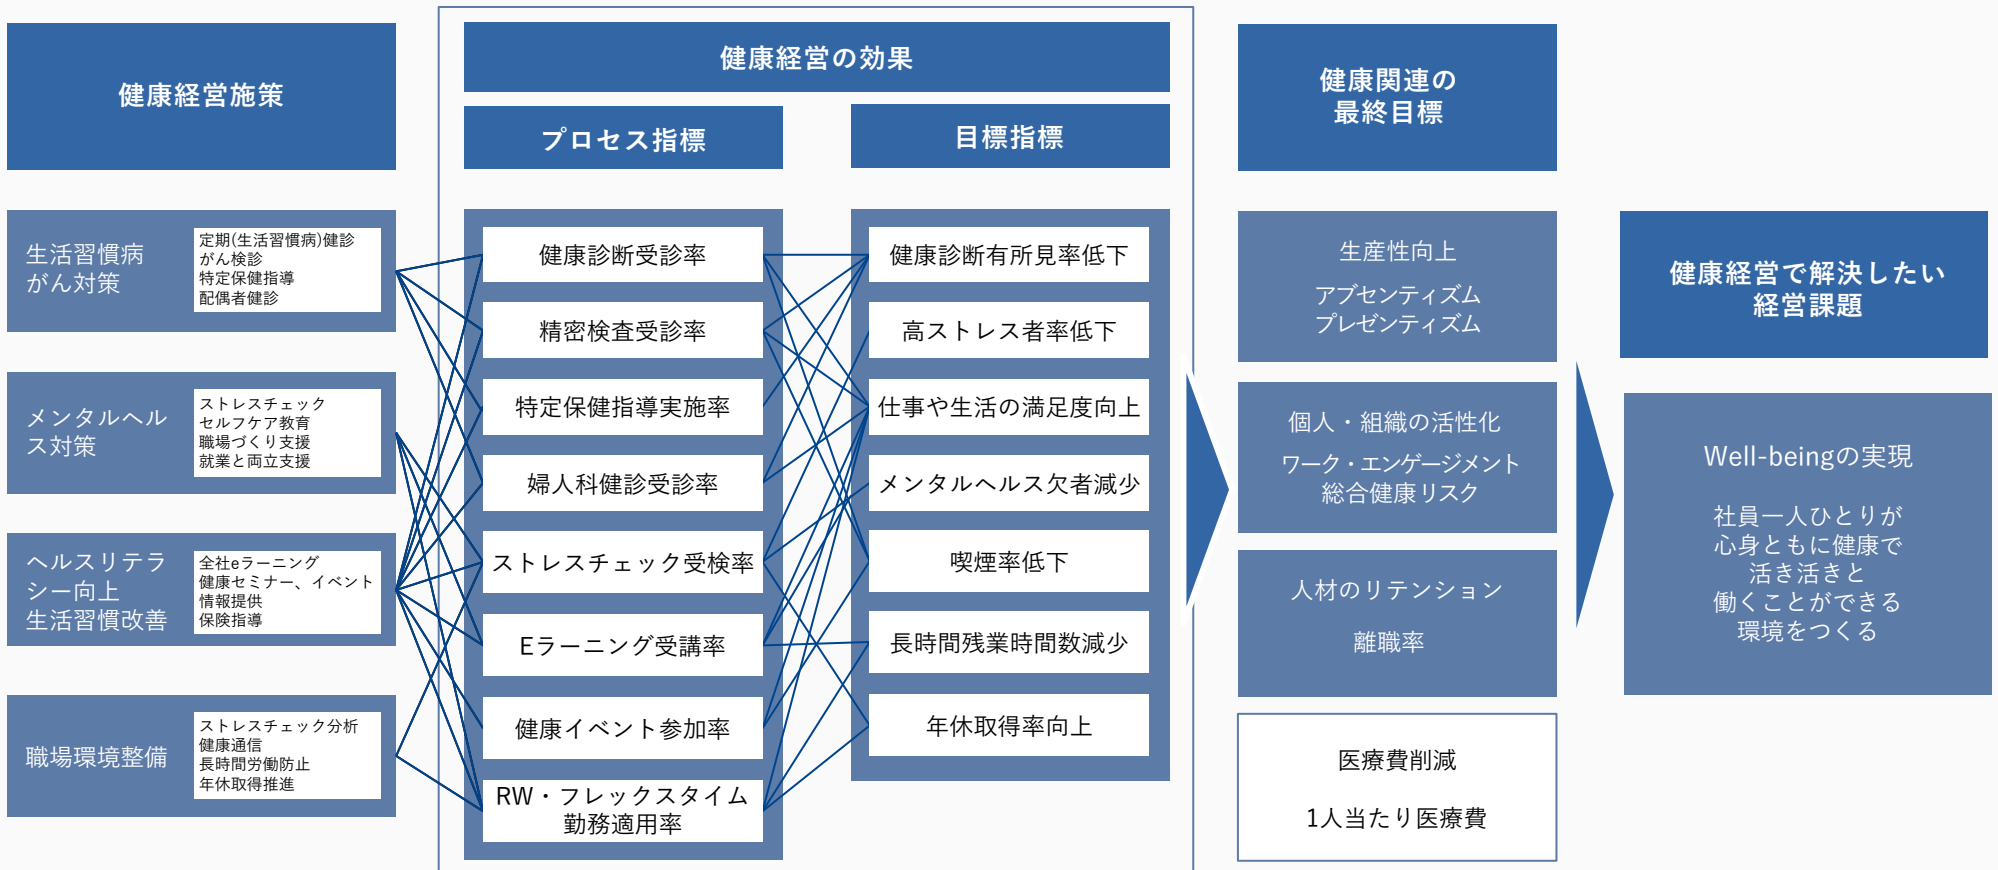 健康経営施策
健康経営の効果
プロセス指標
目標指標
健康関連の
最終目標
生活習慣病
がん対策
定期(生活習慣病)健診
がん検診
特定保健指導
配偶者健診
メンタルヘル
ス対策
ストレスチェック
セルフケア教育
職場づくり支援
就業と両立支援
ヘルスリテラ
シー向上
生活習慣改善
全社eラーニング
健康セミナー、イベント
情報提供
保険指導
職場環境整備
ストレスチェック分析
健康通信
長時間労働防止
年休取得推進
健康診断受診率
精密検査受診率
特定保健指導実施率
婦人科健診受診率
ストレスチェック受検率
Eラーニング受講率
健康イベント参加率
RW・フレックスタイム
勤務適用率
健康診断有所見率低下
高ストレス者率低下
仕事や生活の満足度向上
メンタルヘルス欠者減少
喫煙率低下
長時間残業時間数減少
年休取得率向上
生産性向上
アブセンティズム
プレゼンティズム
個人・組織の活性化
ワーク・エンゲージメント
総合健康リスク
人材のリテンション
離職率
医療費削減
1人当たり医療費
健康経営で解決したい
経営課題
Well-beingの実現
社員一人ひとりが
心身ともに健康で
活き活きと
働くことができる
環境をつくる